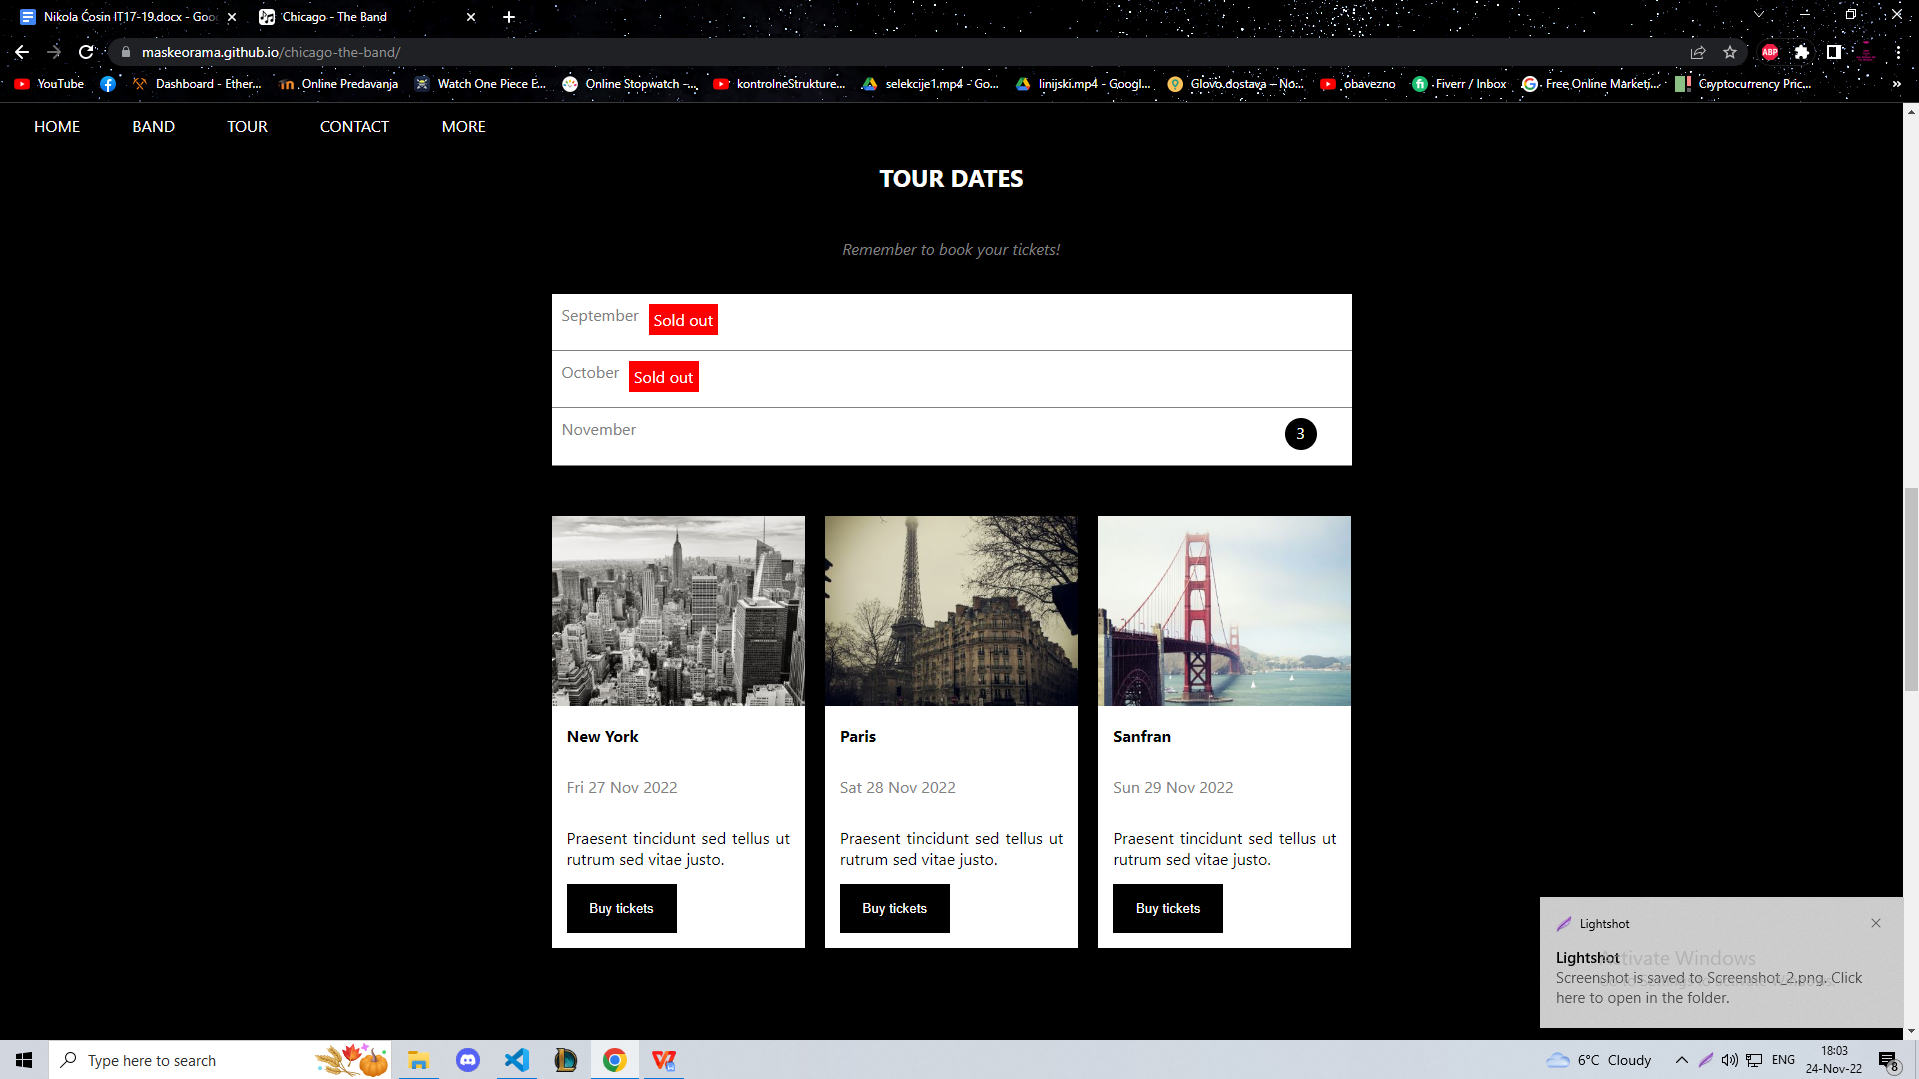 Nikola Ćosin IT17-19.docx - Goo
Chicago - The Band
maskeorama.github.io/chicago-the-band/
ABP
YouTube
Dashboard - Ether...
Online Predavanja
Watch One Piece E...
Online Stopwatch –...
kontrolneStrukture...
selekcije1.mp4 - Go...
linijski.mp4 - Googl...
Glovo dostava – No...
obavezno
Fiverr / Inbox
Free Online Marketi...
Cryptocurrency Pric...
HOME
BAND
TOUR
CONTACT
MORE
TOUR DATES
Remember to book your tickets!
September Sold out
October Sold out
November 3
New York
Fri 27 Nov 2022
Praesent tincidunt sed tellus ut
rutrum sed vitae justo.
Buy tickets
Paris
Sat 28 Nov 2022
Praesent tincidunt sed tellus ut
rutrum sed vitae justo.
Buy tickets
Sanfran
Sun 29 Nov 2022
Praesent tincidunt sed tellus ut
rutrum sed vitae justo.
Buy tickets
Lightshot
Lightshot
Activate Windows
Screenshot is saved to Screenshot_2.png. Click
here to open in the folder.
Type here to search
6°C Cloudy
ENG
18:03
24-Nov-22
8